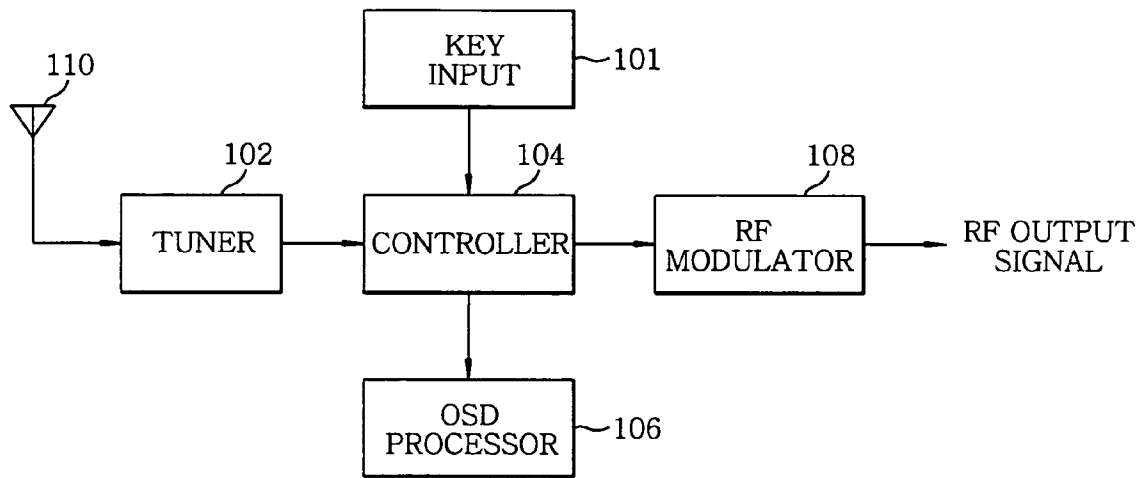 KEY
INPUT
101
110
102
104
108
TUNER
CONTROLLER
RF
MODULATOR
RF OUTPUT
SIGNAL
OSD
PROCESSOR
106